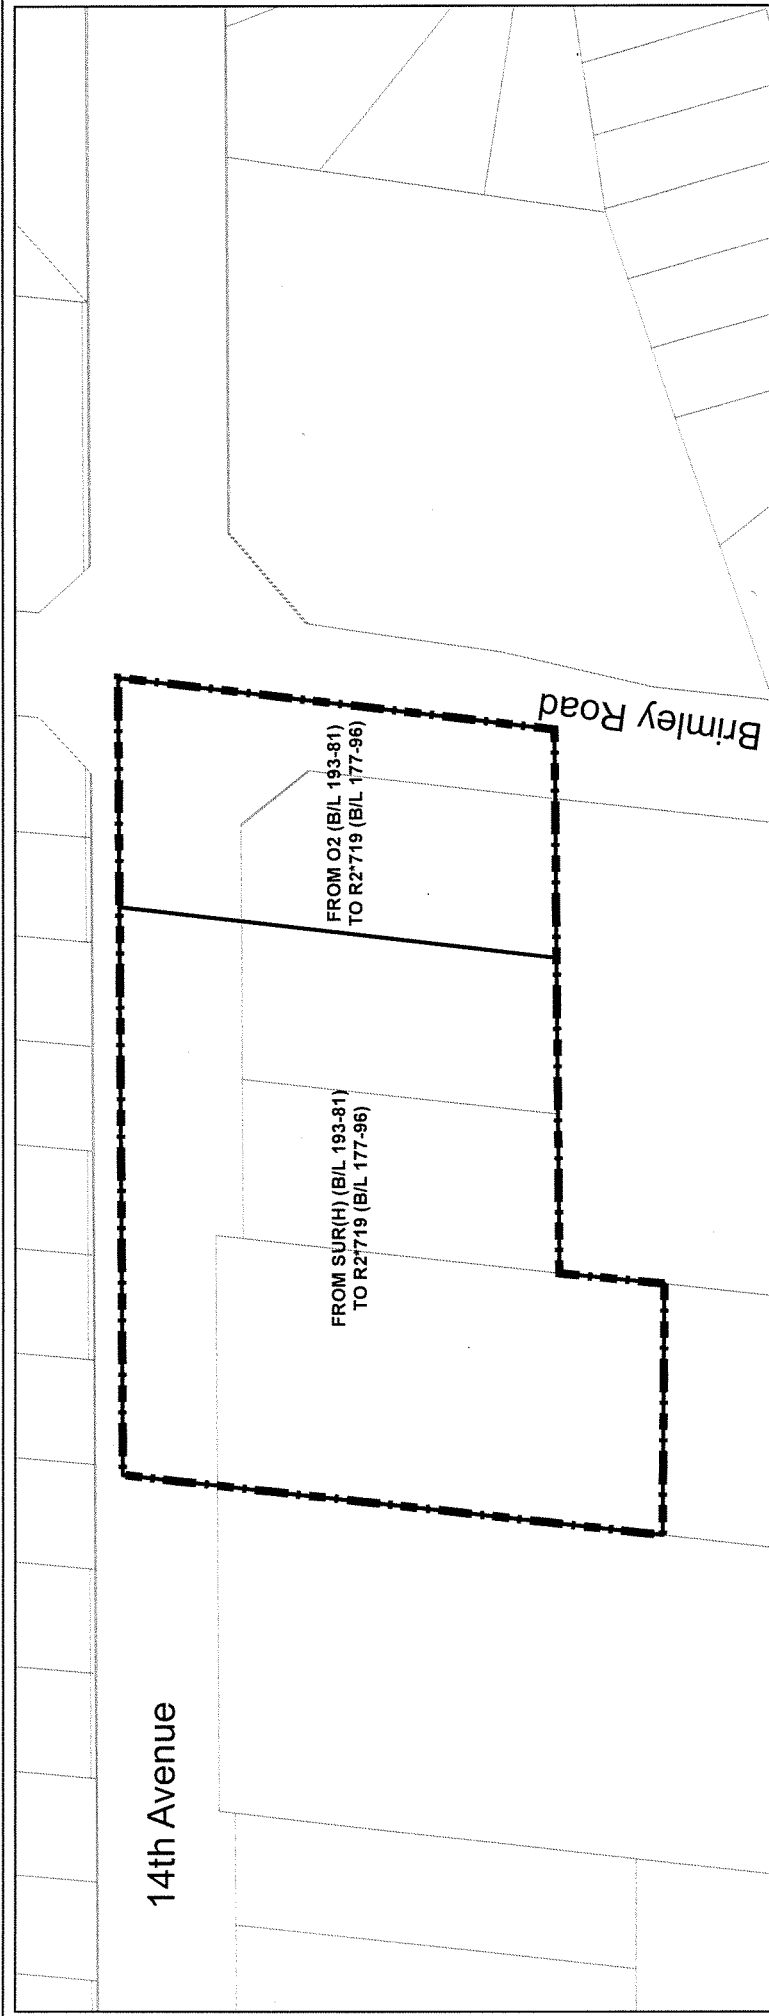 14th Avenue
FROM SUR(H) (B/L 193-81)
TO R2*719 (B/L 177-96)
FROM O2 (B/L 193-81)
TO R2*719 (B/L 177-96)
Brimley Road